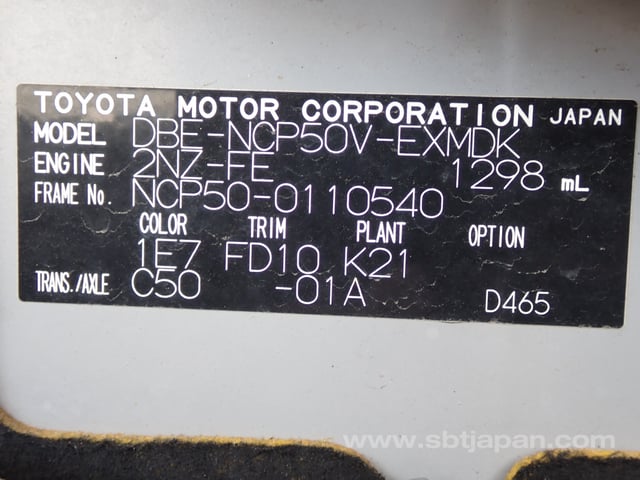 TOYOTA MOTOR CORPORATION JAPAN
MODEL DBE-NCP50V-EXMDK
ENGINE 2NZ-FE 1298 mL
FRAME No. NCP50-0110540
COLOR TRIM PLANT OPTION
1E7 FD10 K21
TRANS./AXLE C50 -01A D465
www.sbtjapan.com